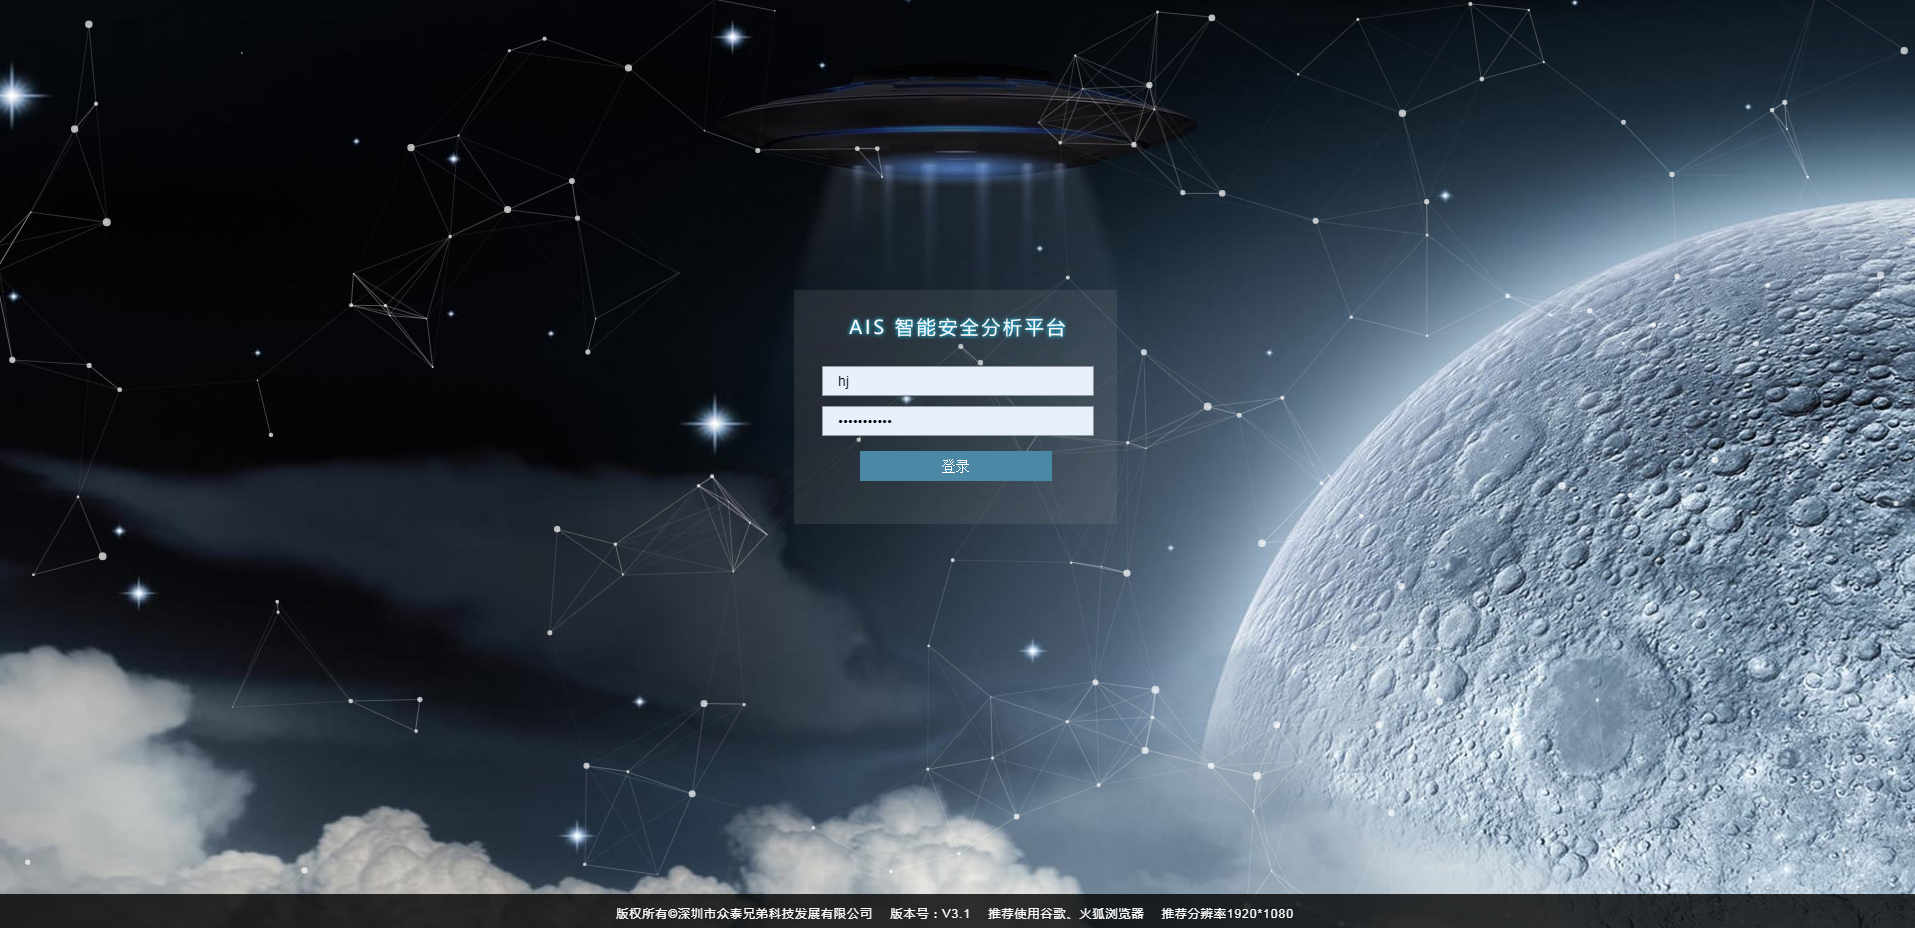 AIS 智能安全分析平台
hj
•••••••••••
登录
版权所有©深圳市众泰兄弟科技发展有限公司 版本号：V3.1 推荐使用谷歌、火狐浏览器 推荐分辨率1920*1080